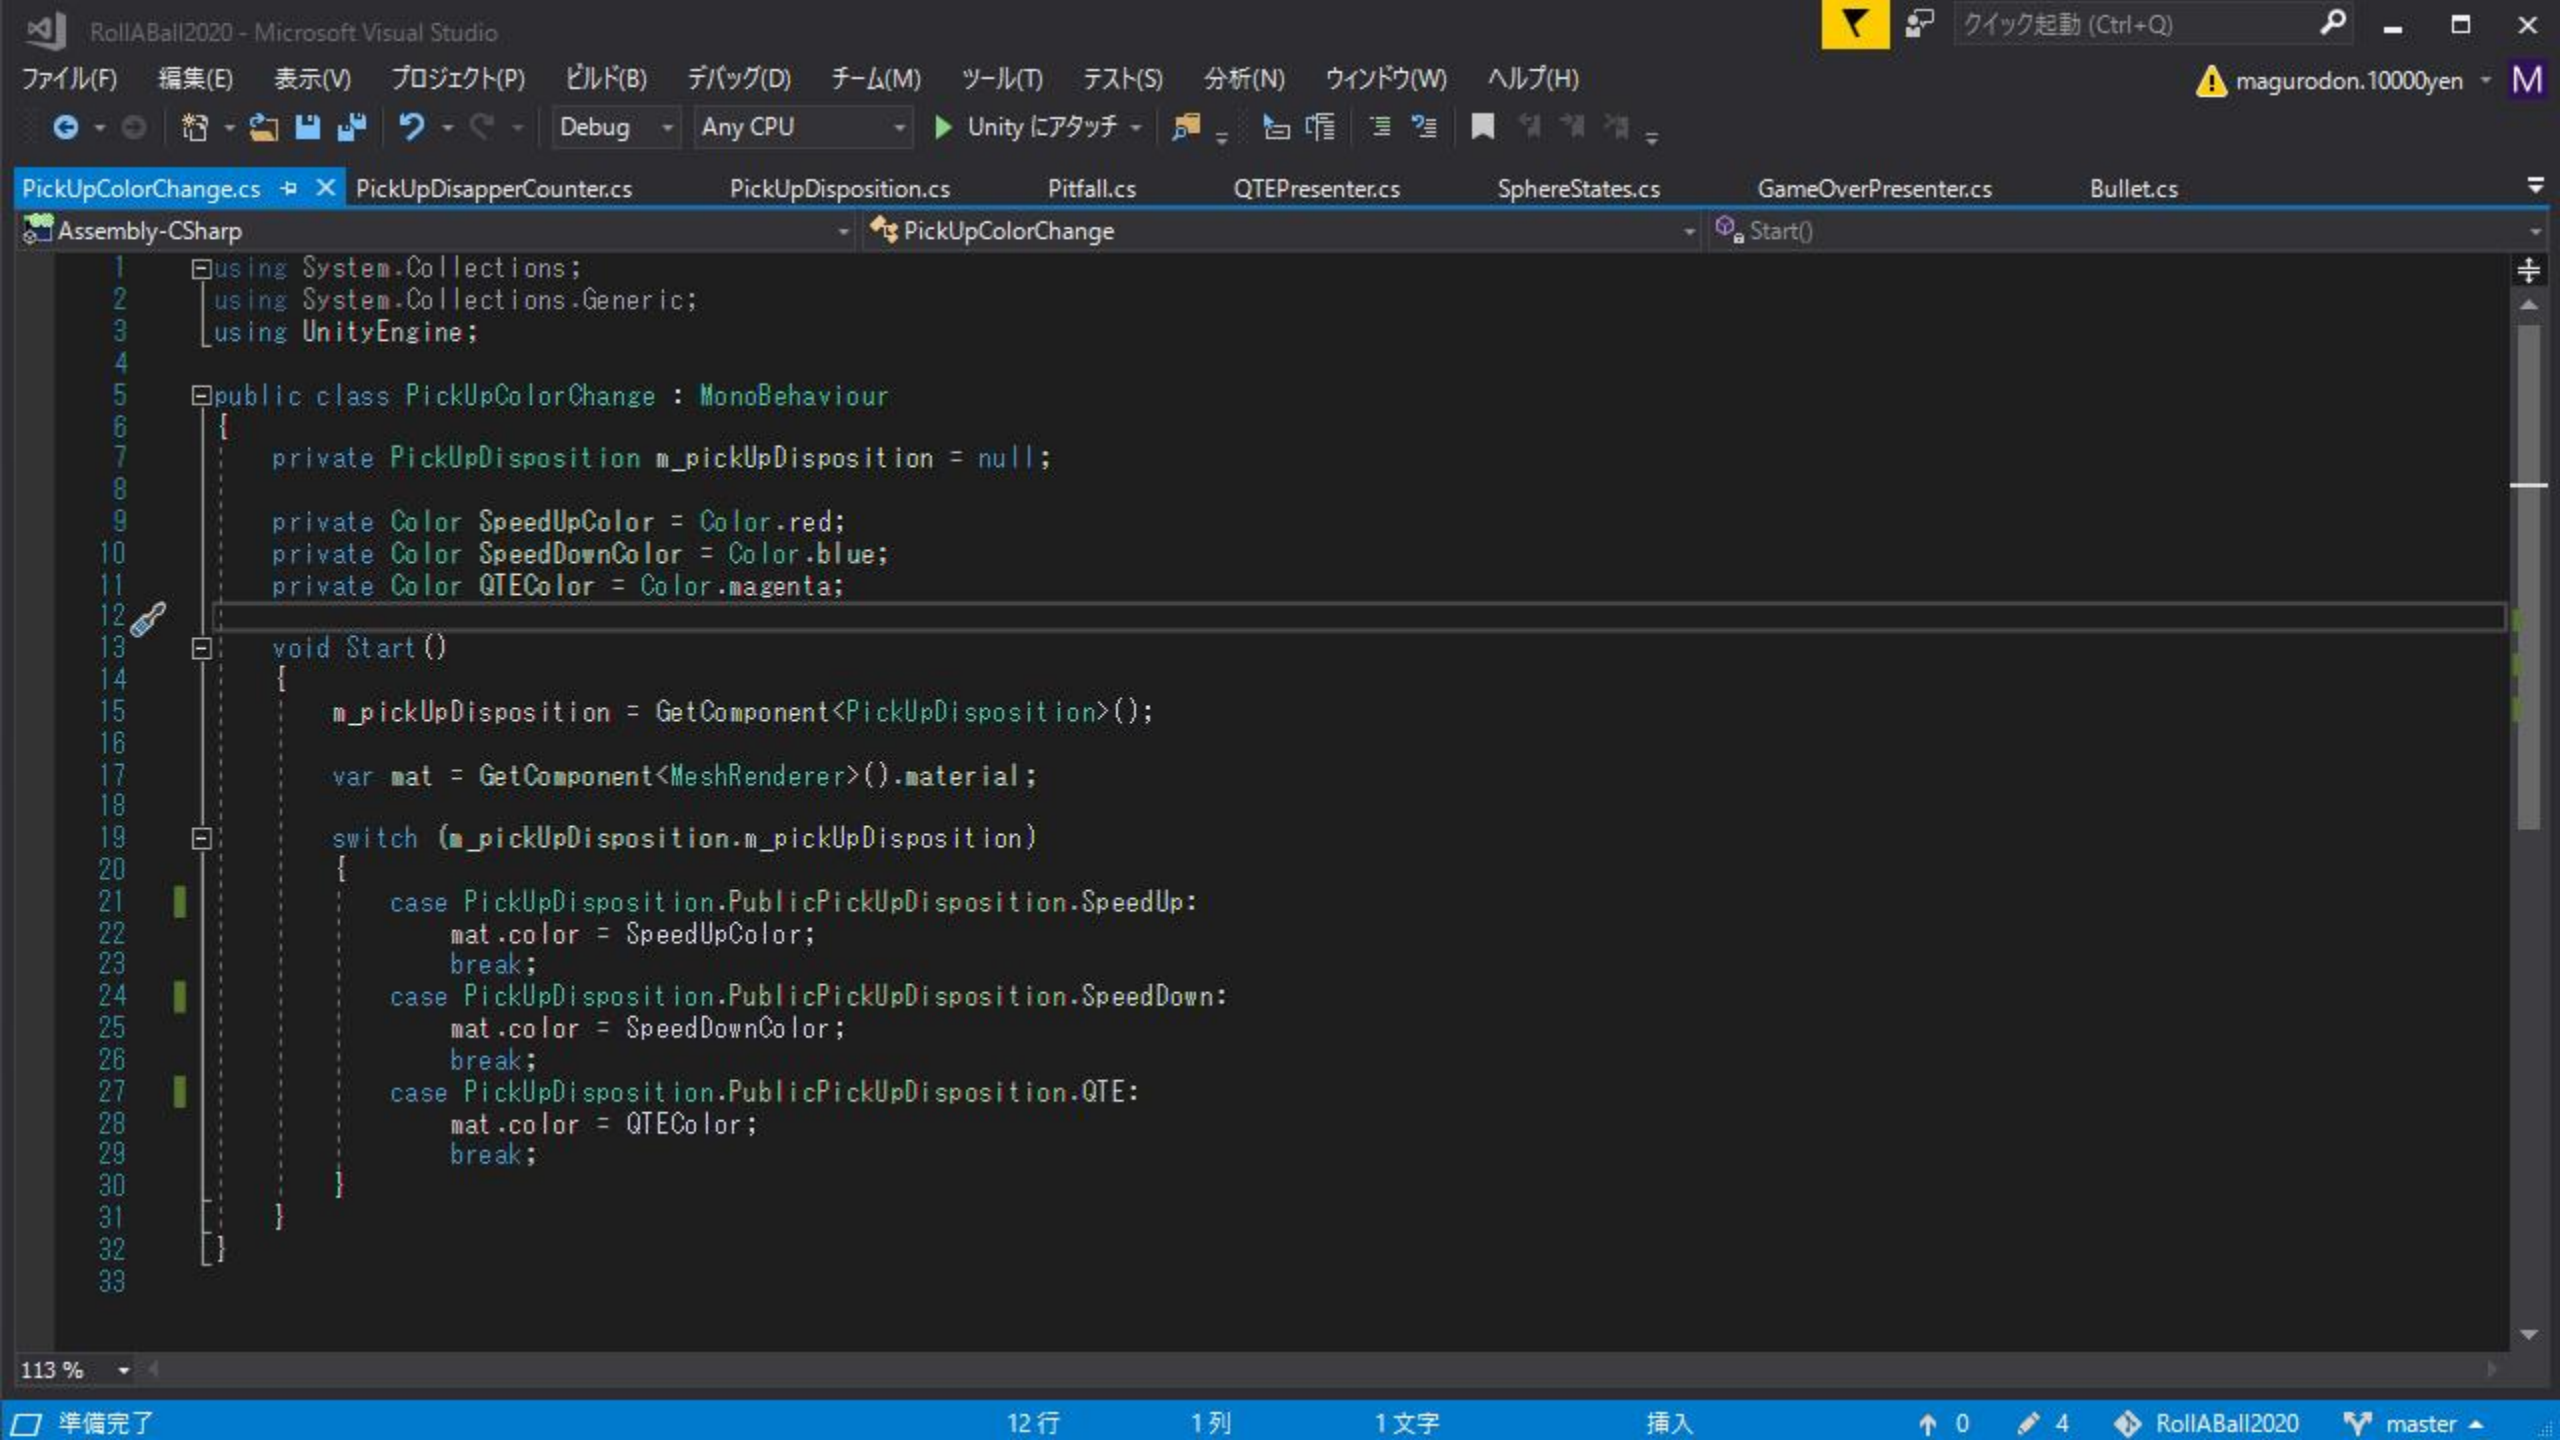 RollABall2020 - Microsoft Visual Studio
クイック起動 (Ctrl+Q)
ファイル(F) 編集(E) 表示(V) プロジェクト(P) ビルド(B) デバッグ(D) チーム(M) ツール(T) テスト(S) 分析(N) ウィンドウ(W) ヘルプ(H)
magurodon.10000yen M
Debug Any CPU Unity にアタッチ
PickUpColorChange.cs PickUpDisapperCounter.cs PickUpDisposition.cs Pitfall.cs QTEPresenter.cs SphereStates.cs GameOverPresenter.cs Bullet.cs
Assembly-CSharp PickUpColorChange Start()
1 using System.Collections;
2 using System.Collections.Generic;
3 using UnityEngine;
4
5 public class PickUpColorChange : MonoBehaviour
6 {
7 private PickUpDisposition m_pickUpDisposition = null;
8
9 private Color SpeedUpColor = Color.red;
10 private Color SpeedDownColor = Color.blue;
11 private Color QTEColor = Color.magenta;
12
13 void Start()
14 {
15 m_pickUpDisposition = GetComponent<PickUpDisposition>();
16
17 var mat = GetComponent<MeshRenderer>().material;
18
19 switch (m_pickUpDisposition.m_pickUpDisposition)
20 {
21 case PickUpDisposition.PublicPickUpDisposition.SpeedUp:
22 mat.color = SpeedUpColor;
23 break;
24 case PickUpDisposition.PublicPickUpDisposition.SpeedDown:
25 mat.color = SpeedDownColor;
26 break;
27 case PickUpDisposition.PublicPickUpDisposition.QTE:
28 mat.color = QTEColor;
29 break;
30 }
31 }
32 }
33
113 %
準備完了 12 行 1 列 1 文字 挿入 0 4 RollABall2020 master